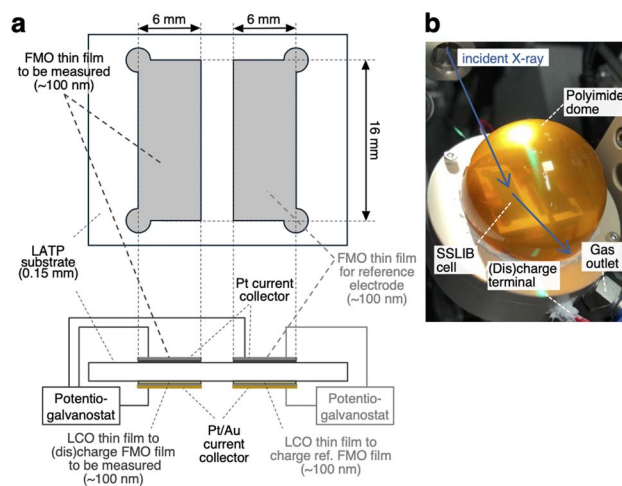 a
6 mm
6 mm
FMO thin film
to be measured
(~100 nm)
16 mm
LATP
substrate
(0.15 mm)
Pt current
collector
FMO thin film
for reference
electrode
(~100 nm)
Potentio-
galvanostat
Potentio-
galvanostat
LCO thin film to
(dis)charge FMO film
to be measured
(~100 nm)
Pt/Au
current
collector
LCO thin film to
charge ref. FMO film
(~100 nm)
b
incident X-ray
Polyimide
dome
SSLIB
cell
(Dis)charge
terminal
Gas
outlet